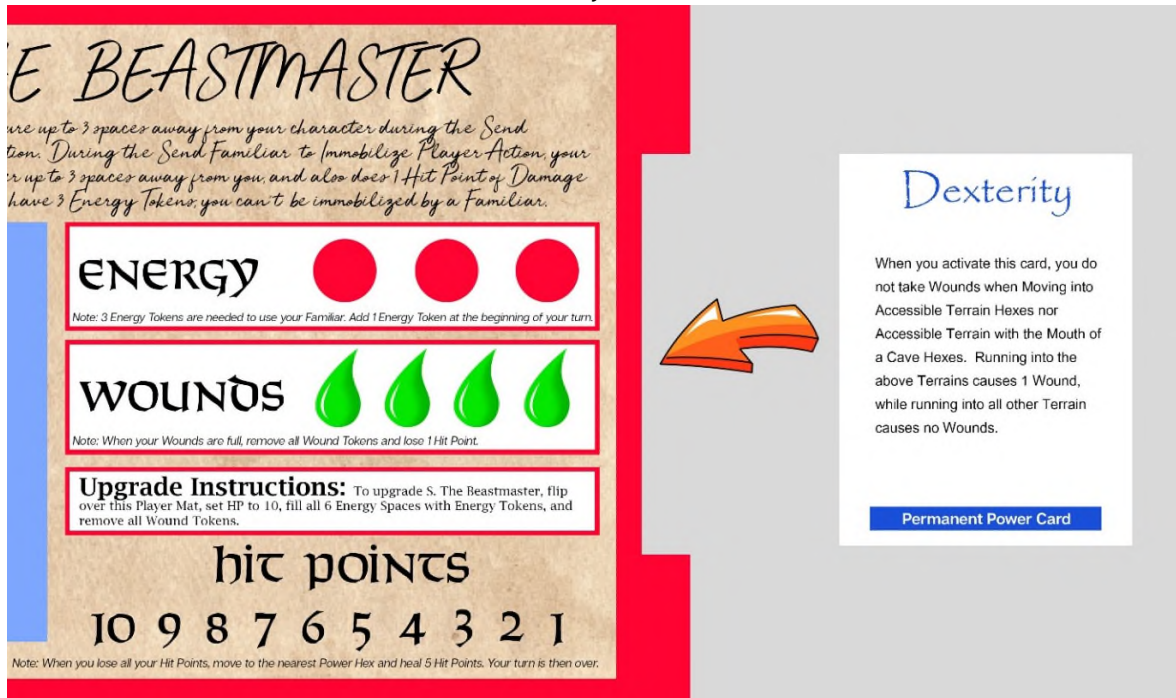 E BEASTMASTER
ure up to 3 spaces away from your character during the Send
tion. During the Send Familiar to Immobilize Player Action, your
r up to 3 spaces away from you, and also does 1 Hit Point of Damage
have 3 Energy Tokens, you can't be immobilized by a Familiar.
ENERGY
Note: 3 Energy Tokens are needed to use your Familiar. Add 1 Energy Token at the beginning of your turn.
WOUNDS
Note: When your Wounds are full, remove all Wound Tokens and lose 1 Hit Point.
Upgrade Instructions: To upgrade S. The Beastmaster, flip
over this Player Mat, set HP to 10, fill all 6 Energy Spaces with Energy Tokens, and
remove all Wound Tokens.
hit points
10 9 8 7 6 5 4 3 2 1
Note: When you lose all your Hit Points, move to the nearest Power Hex and heal 5 Hit Points. Your turn is then over.
Dexterity
When you activate this card, you do
not take Wounds when Moving into
Accessible Terrain Hexes nor
Accessible Terrain with the Mouth of
a Cave Hexes. Running into the
above Terrains causes 1 Wound,
while running into all other Terrain
causes no Wounds.
Permanent Power Card